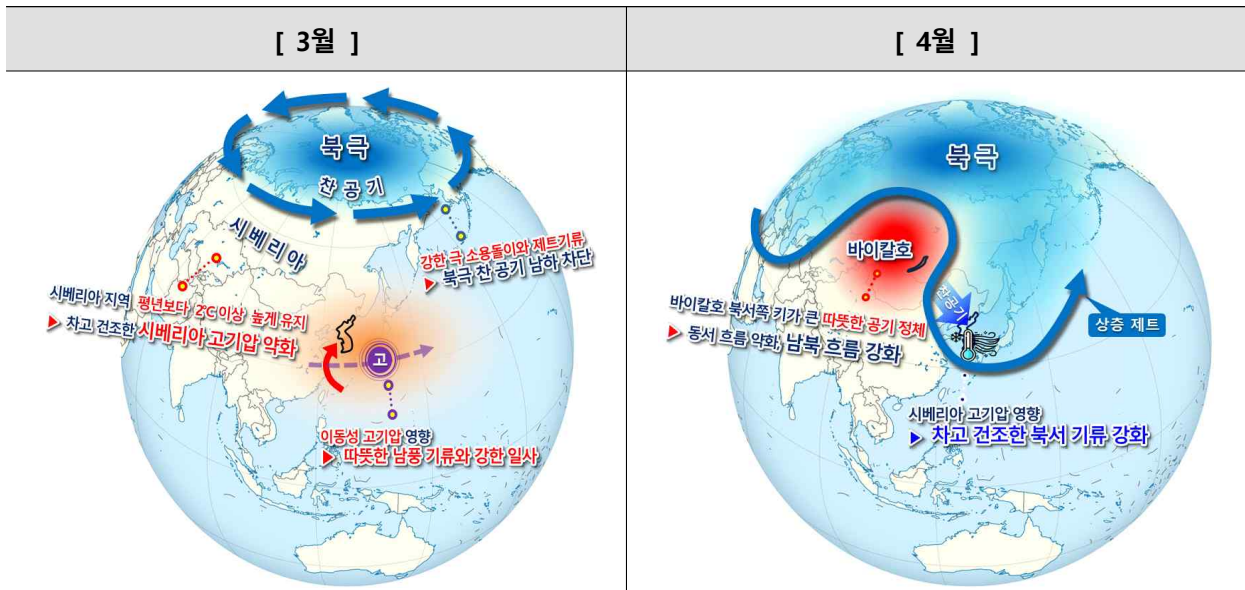 [ 3월 ]
북극
찬공기
시베리아
강한 극 소용돌이와 제트기류
▶ 북극 찬 공기 남하 차단
시베리아 지역 평년보다 2℃ 이상 높게 유지
▶ 차고 건조한 시베리아 고기압 약화
고
이동성 고기압 영향
▶ 따뜻한 남풍 기류와 강한 일사
[ 4월 ]
북극
바이칼호
찬공기
바이칼호 북서쪽 키가 큰 따뜻한 공기 정체
▶ 동서 흐름 약화, 남북 흐름 강화
상층 제트
시베리아 고기압 영향
▶ 차고 건조한 북서 기류 강화